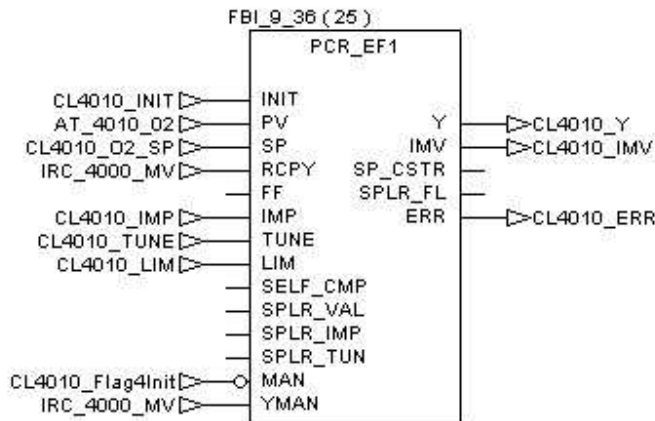 FBI_9_36 (25)
PCR_EF1
CL4010_INIT INIT
AT_4010_02 PV Y CL4010_Y
CL4010_O2_SP SP IMV CL4010_IMV
IRC_4000_MV RCPY SP_CSTR
FF SPLR_FL
CL4010_IMP IMP ERR CL4010_ERR
CL4010_TUNE TUNE
CL4010_LIM LIM
SELF_CMP
SPLR_VAL
SPLR_IMP
SPLR_TUN
CL4010_Flag4Init MAN
IRC_4000_MV YMAN